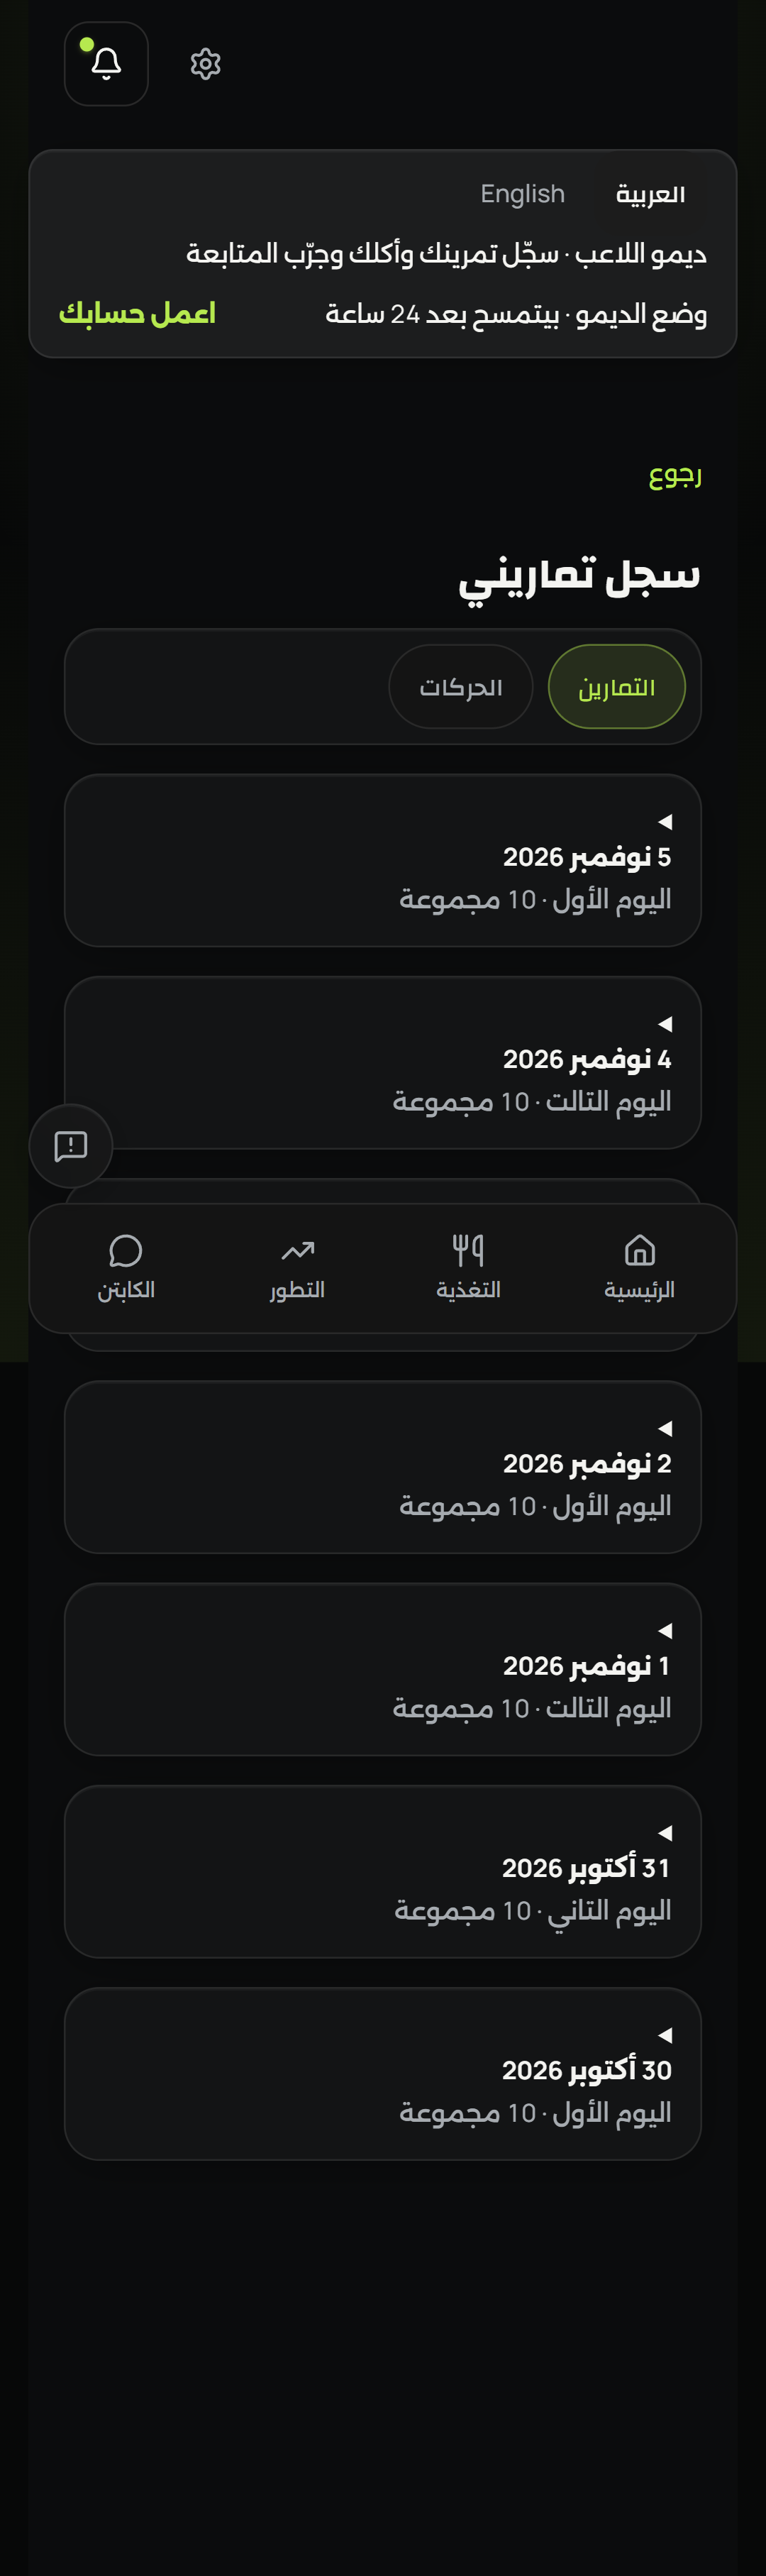 العربية English
ديمو اللاعب · سجّل تمرينك وأكلك وجرّب المتابعة
وضع الديمو · بيتمسح بعد 24 ساعة اعمل حسابك
رجوع
سجل تماريني
التمارين الحركات
5 نوفمبر 2026
اليوم الأول · 10 مجموعة
4 نوفمبر 2026
اليوم التالت · 10 مجموعة
الرئيسية التغذية التطور الكابتن
2 نوفمبر 2026
اليوم الأول · 10 مجموعة
1 نوفمبر 2026
اليوم التالت · 10 مجموعة
31 أكتوبر 2026
اليوم التاني · 10 مجموعة
30 أكتوبر 2026
اليوم الأول · 10 مجموعة